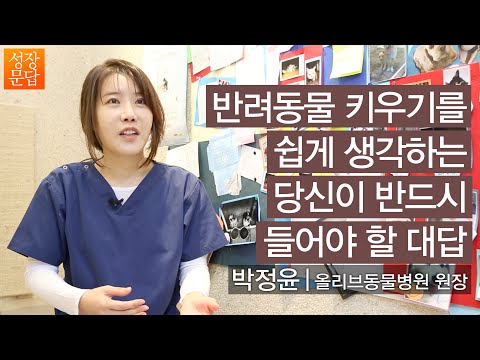 성장
문답
반려동물 키우기를
쉽게 생각하는
당신이 반드시
들어야 할 대답
박정윤 | 올리브동물병원 원장